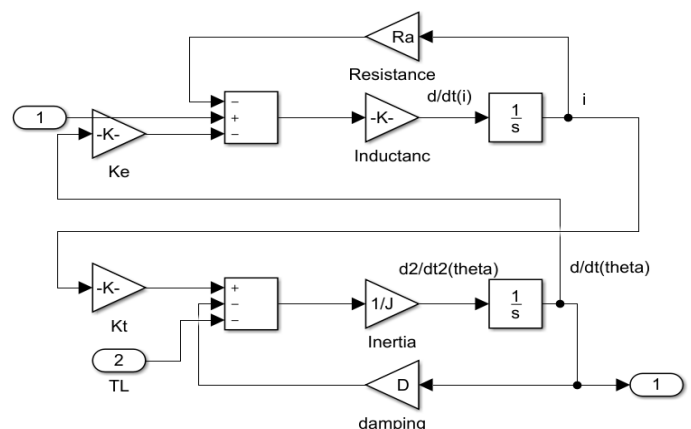 Ra
Resistance
−
+
−
1
-K-
Ke
-K-
Inductanc
d/dt(i)
1
s
i
-K-
Kt
+
−
−
2
TL
1/J
Inertia
d2/dt2(theta)
1
s
d/dt(theta)
D
damping
1